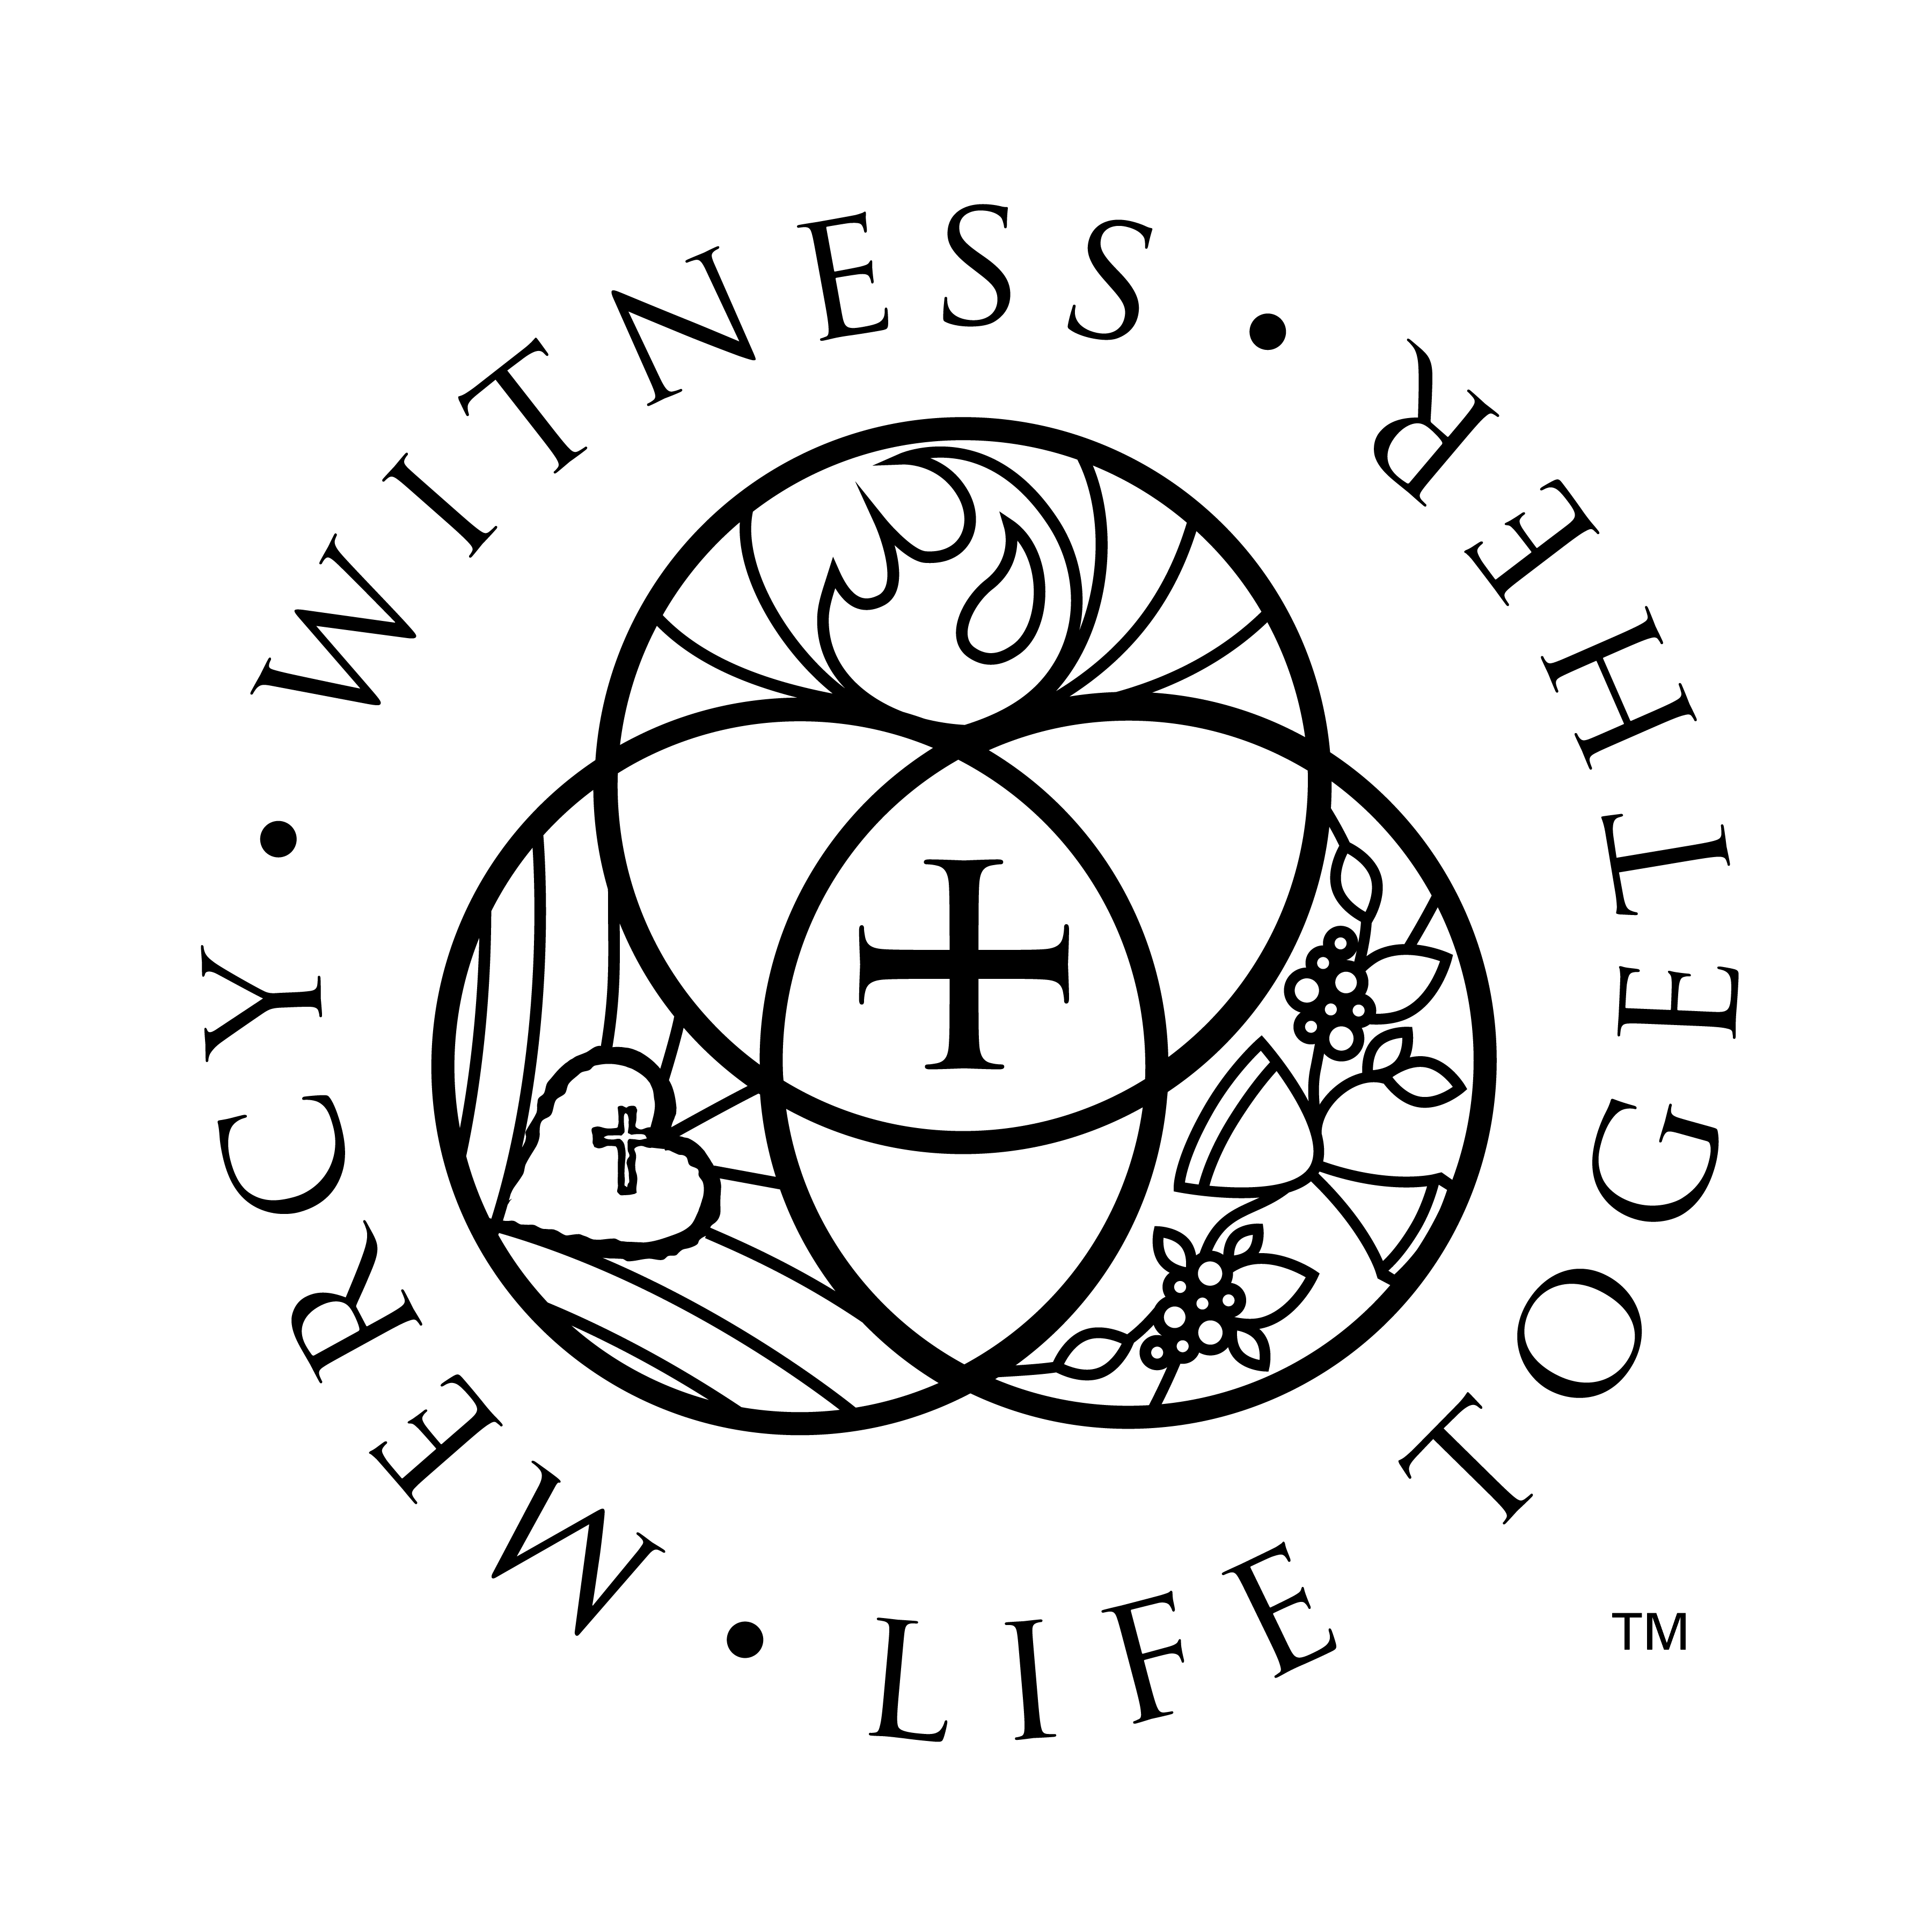 WITNESS •
MERCY •
LIFE TOGETHER •
TM